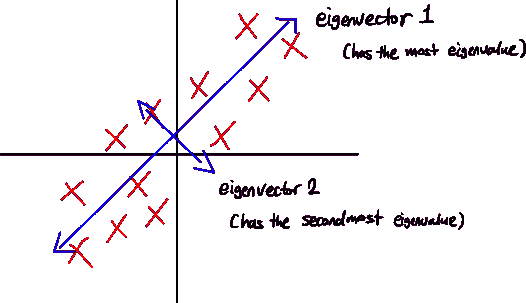 eigenvector 1
(has the most eigenvalue)
eigenvector 2
(has the secondmost eigenvalue)